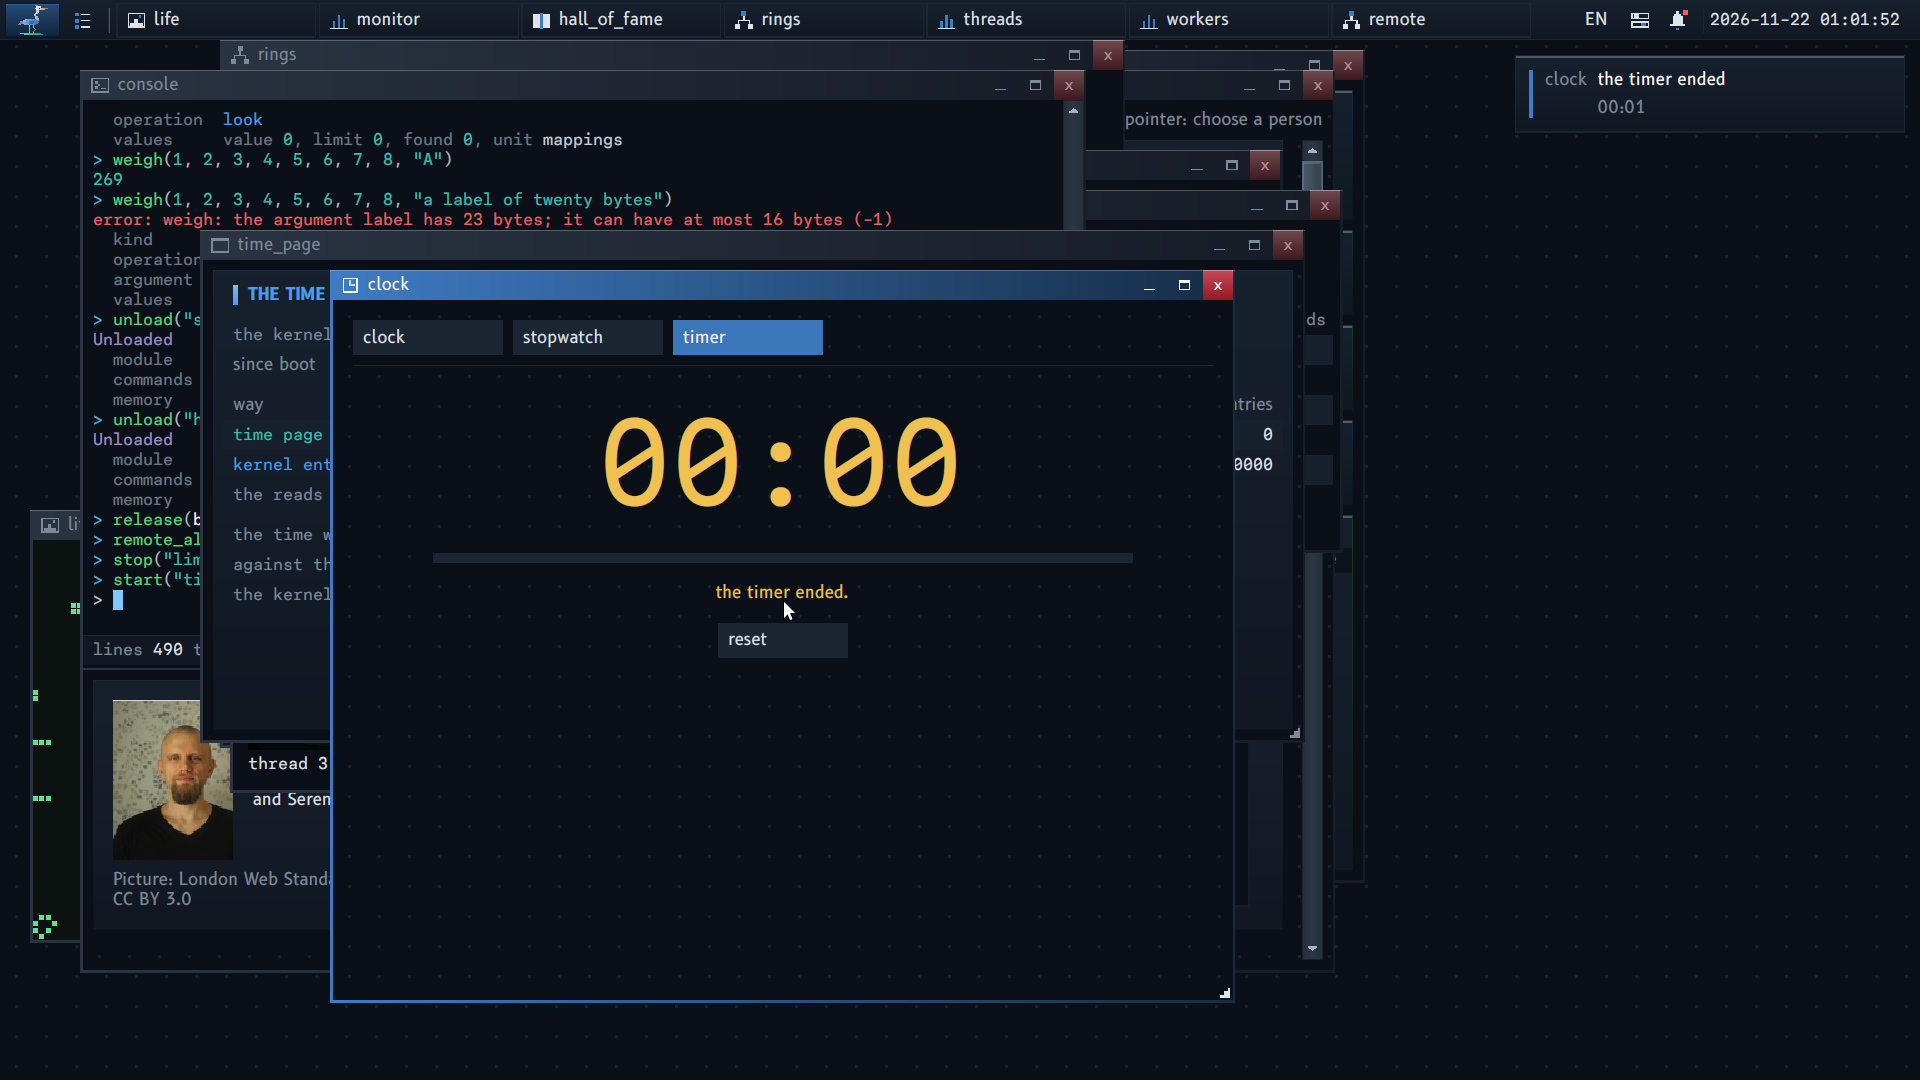 life
monitor
hall_of_fame
rings
threads
workers
remote
EN
2026-11-22 01:01:52
rings
console
clock the timer ended
00:01
operation look
values value 0, limit 0, found 0, unit mappings
> weigh(1, 2, 3, 4, 5, 6, 7, 8, "A")
269
> weigh(1, 2, 3, 4, 5, 6, 7, 8, "a label of twenty bytes")
error: weigh: the argument label has 23 bytes; it can have at most 16 bytes (-1)
kind
operation
argument
values
> unload("s
Unloaded
module
commands
memory
> unload("h
Unloaded
module
commands
memory
> release(b
> remote_al
> stop("lim
> start("ti
>
lines 490 t
pointer: choose a person
time_page
THE TIME
the kernel
since boot
way
time page
kernel ent
the reads
the time w
against th
the kernel
ntries
0
0000
ds
clock
clock
stopwatch
timer
00:00
the timer ended.
reset
li
thread 3
and Seren
Picture: London Web Standa
CC BY 3.0